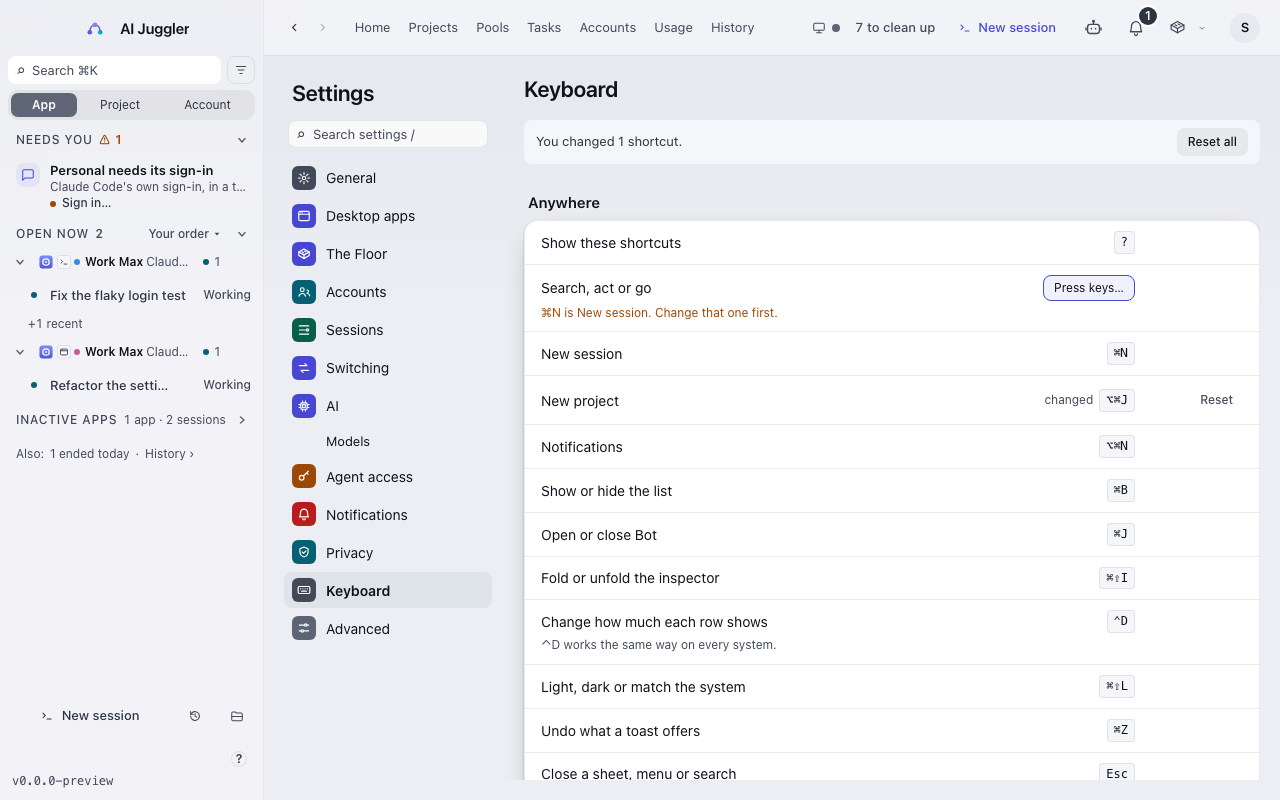 AI Juggler
Search ⌘K
App
Project
Account
NEEDS YOU 1
Personal needs its sign-in
Claude Code's own sign-in, in a t…
Sign in…
OPEN NOW 2
Your order
Work Max Claud…
1
Fix the flaky login test
Working
+1 recent
Work Max Claud…
1
Refactor the setti…
Working
INACTIVE APPS 1 app · 2 sessions
Also: 1 ended today · History ›
New session
?
v0.0.0-preview
Home
Projects
Pools
Tasks
Accounts
Usage
History
7 to clean up
New session
1
S
Settings
Search settings /
General
Desktop apps
The Floor
Accounts
Sessions
Switching
AI
Models
Agent access
Notifications
Privacy
Keyboard
Advanced
Keyboard
You changed 1 shortcut.
Reset all
Anywhere
Show these shortcuts
?
Search, act or go
Press keys…
⌘N is New session. Change that one first.
New session
⌘N
New project
changed ⌥⌘J
Reset
Notifications
⌥⌘N
Show or hide the list
⌘B
Open or close Bot
⌘J
Fold or unfold the inspector
⌘⇧I
Change how much each row shows
^D
^D works the same way on every system.
Light, dark or match the system
⌘⇧L
Undo what a toast offers
⌘Z
Close a sheet, menu or search
Esc